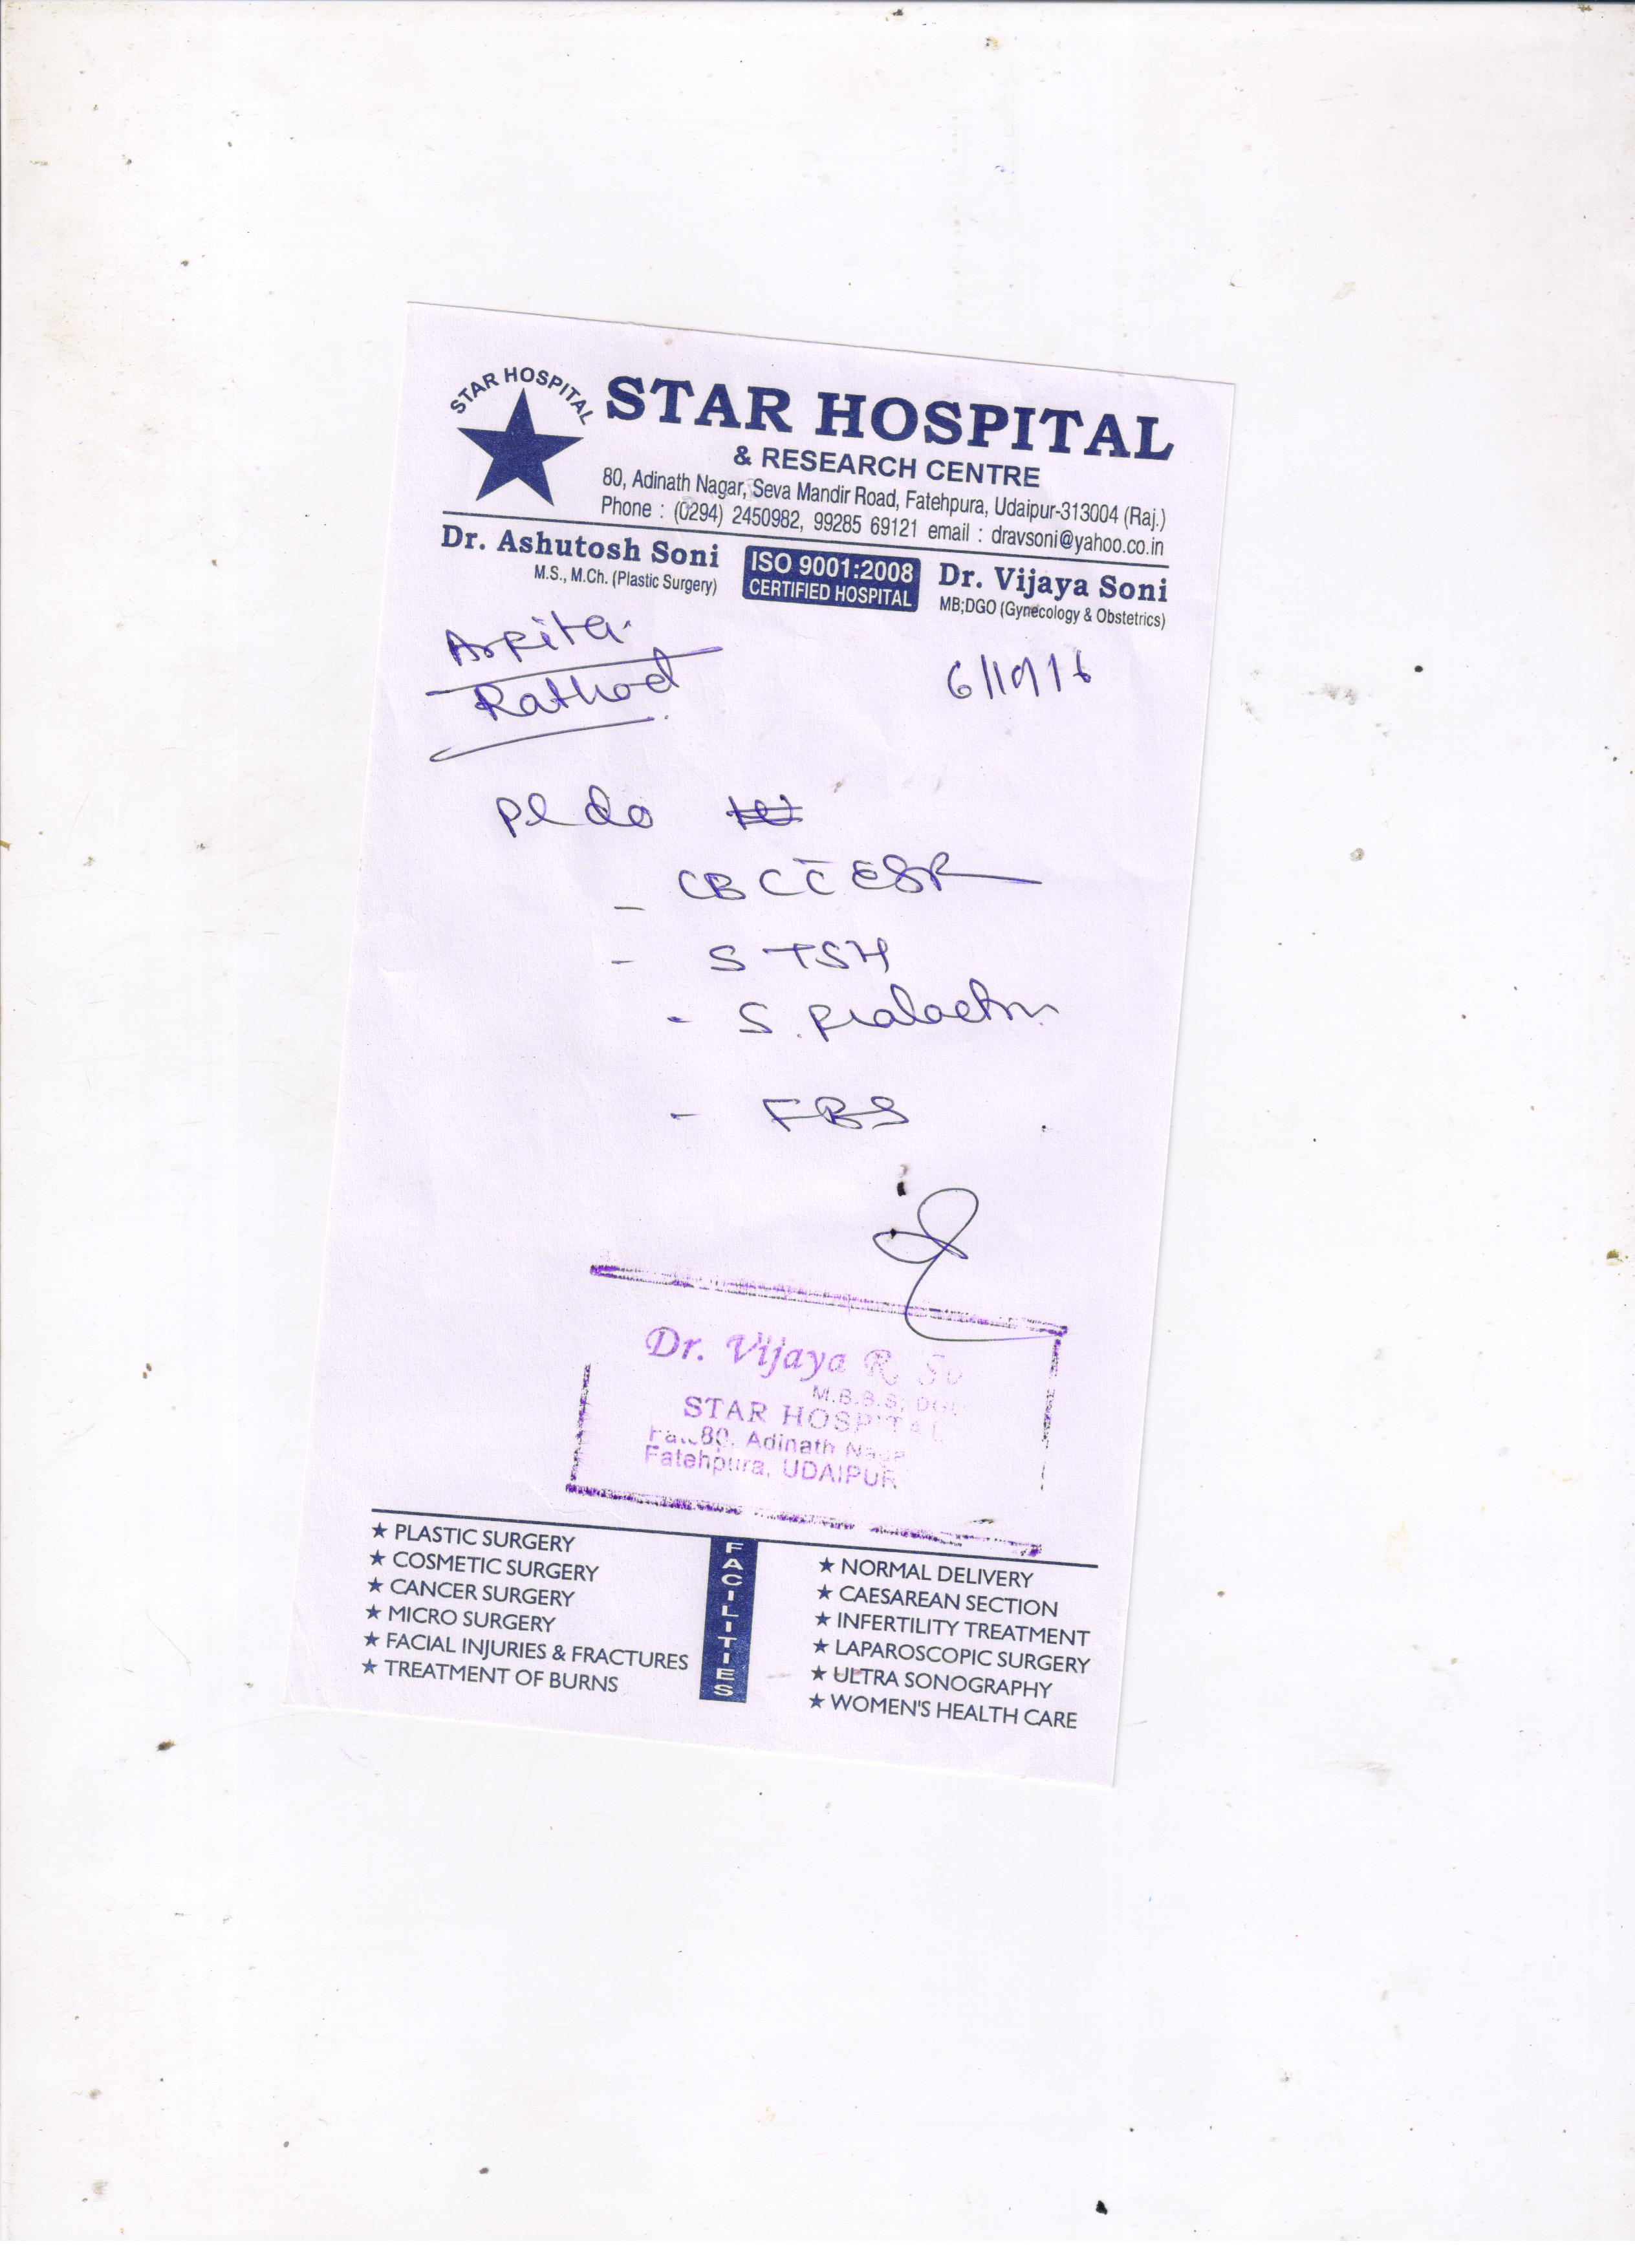 STAR HOSPITAL
STAR HOSPITAL
& RESEARCH CENTRE
80, Adinath Nagar, Seva Mandir Road, Fatehpura, Udaipur-313004 (Raj.)
Phone : (0294) 2450982, 99285 69121 email : dravsoni@yahoo.co.in
Dr. Ashutosh Soni
M.S., M.Ch. (Plastic Surgery)
ISO 9001:2008
CERTIFIED HOSPITAL
Dr. Vijaya Soni
MB;DGO (Gynecology & Obstetrics)
Arpita
Rathod
6/10/16
Pl do
- CBC c̄ ESR
- S TSH
- S. Prolactin
- FBS
Dr. Vijaya R. So
M.B.B.S; DG
STAR HOSPITAL
80, Adinath Naga
Fatehpura, UDAIPUR
★ PLASTIC SURGERY
★ COSMETIC SURGERY
★ CANCER SURGERY
★ MICRO SURGERY
★ FACIAL INJURIES & FRACTURES
★ TREATMENT OF BURNS
FACILITIES
★ NORMAL DELIVERY
★ CAESAREAN SECTION
★ INFERTILITY TREATMENT
★ LAPAROSCOPIC SURGERY
★ ULTRA SONOGRAPHY
★ WOMEN'S HEALTH CARE